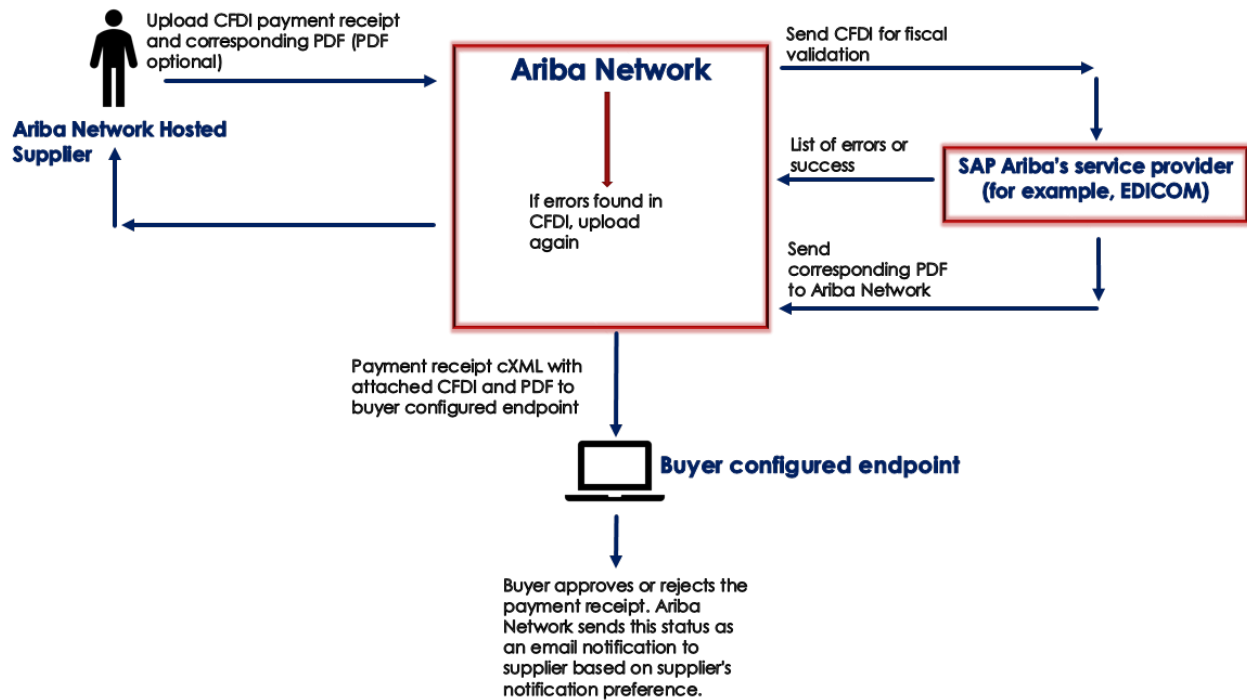 Upload CFDI payment receipt
and corresponding PDF (PDF
optional)
Ariba Network Hosted
Supplier
Ariba Network
If errors found in
CFDI, upload
again
Send CFDI for fiscal
validation
List of errors or
success
SAP Ariba's service provider
(for example, EDICOM)
Send
corresponding PDF
to Ariba Network
Payment receipt cXML with
attached CFDI and PDF to
buyer configured endpoint
Buyer configured endpoint
Buyer approves or rejects the
payment receipt. Ariba
Network sends this status as
an email notification to
supplier based on supplier's
notification preference.